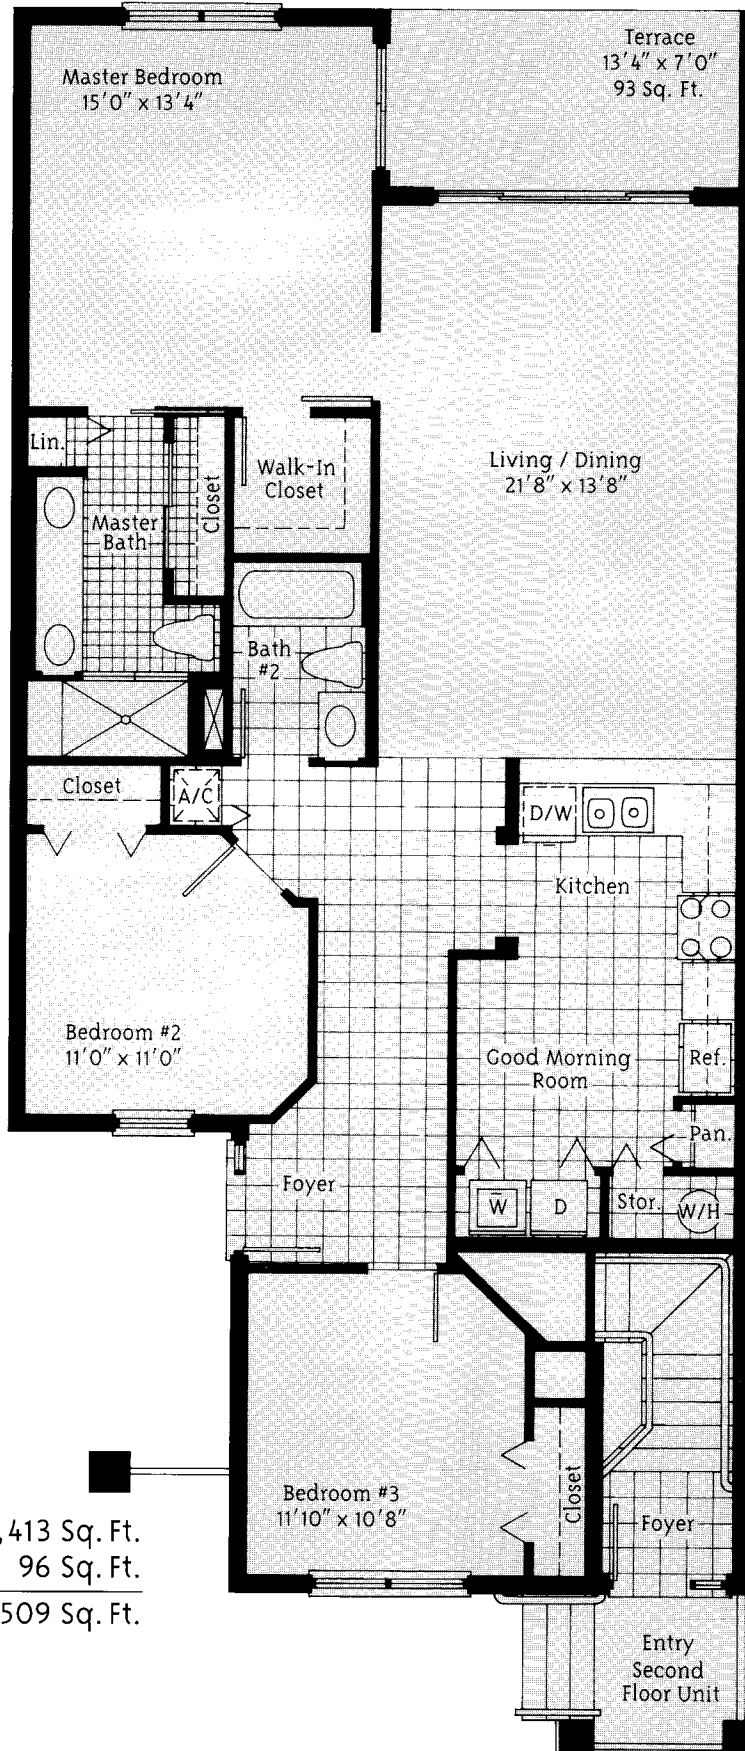 Terrace
13'4" x 7'0"
93 Sq. Ft.
Master Bedroom
15'0" x 13'4"
Lin.
Master
Bath
Closet
Walk-In
Closet
Living / Dining
21'8" x 13'8"
Bath
#2
Closet
A/C
D/W
Kitchen
Bedroom #2
11'0" x 11'0"
Good Morning
Room
Ref.
Pan.
Foyer
W
D
Stor.
W/H
Bedroom #3
11'10" x 10'8"
Closet
Foyer
,413 Sq. Ft.
96 Sq. Ft.
509 Sq. Ft.
Entry
Second
Floor Unit